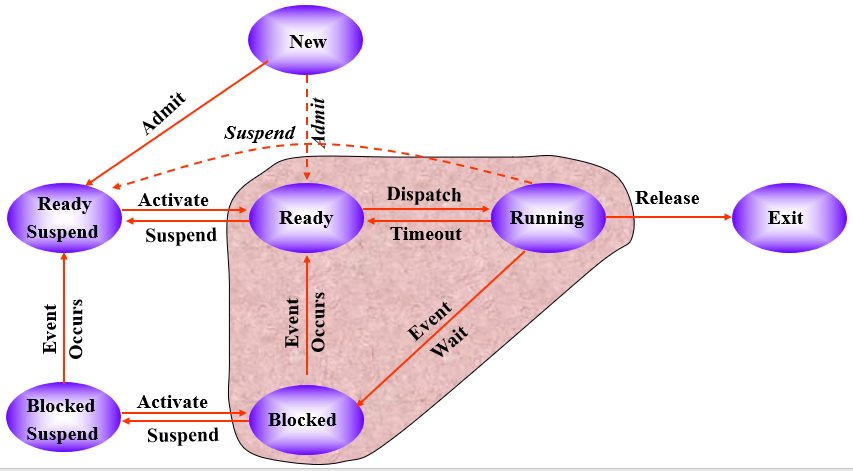 New
Admit
Admit
Suspend
Ready
Suspend
Activate
Suspend
Ready
Dispatch
Timeout
Running
Release
Exit
Event
Occurs
Event
Occurs
Event
Wait
Blocked
Suspend
Activate
Suspend
Blocked